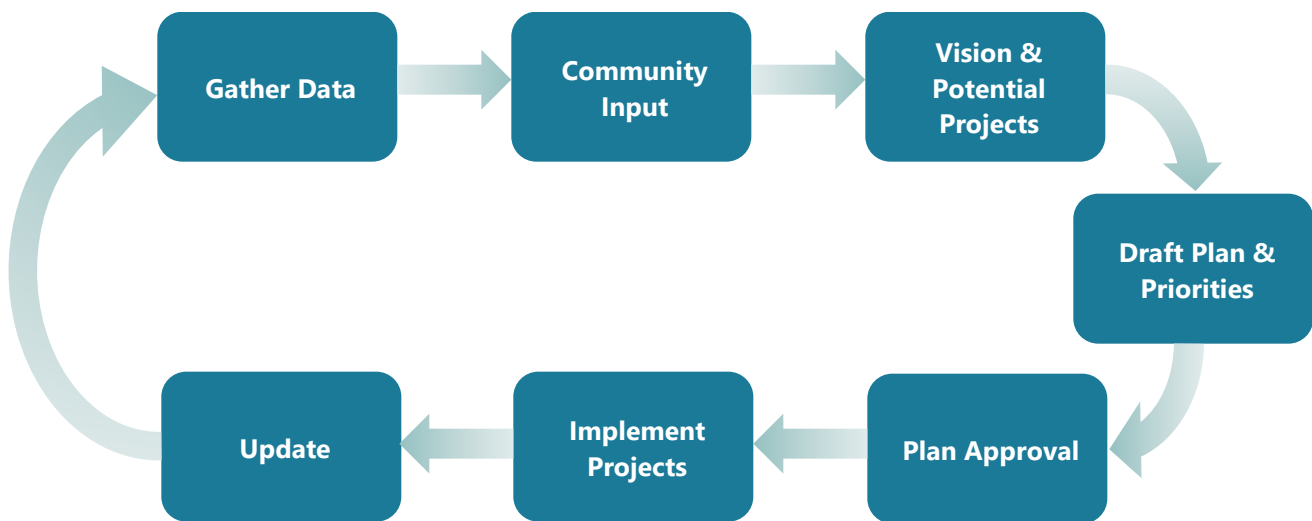 Gather Data
Community
Input
Vision &
Potential
Projects
Draft Plan &
Priorities
Plan Approval
Implement
Projects
Update